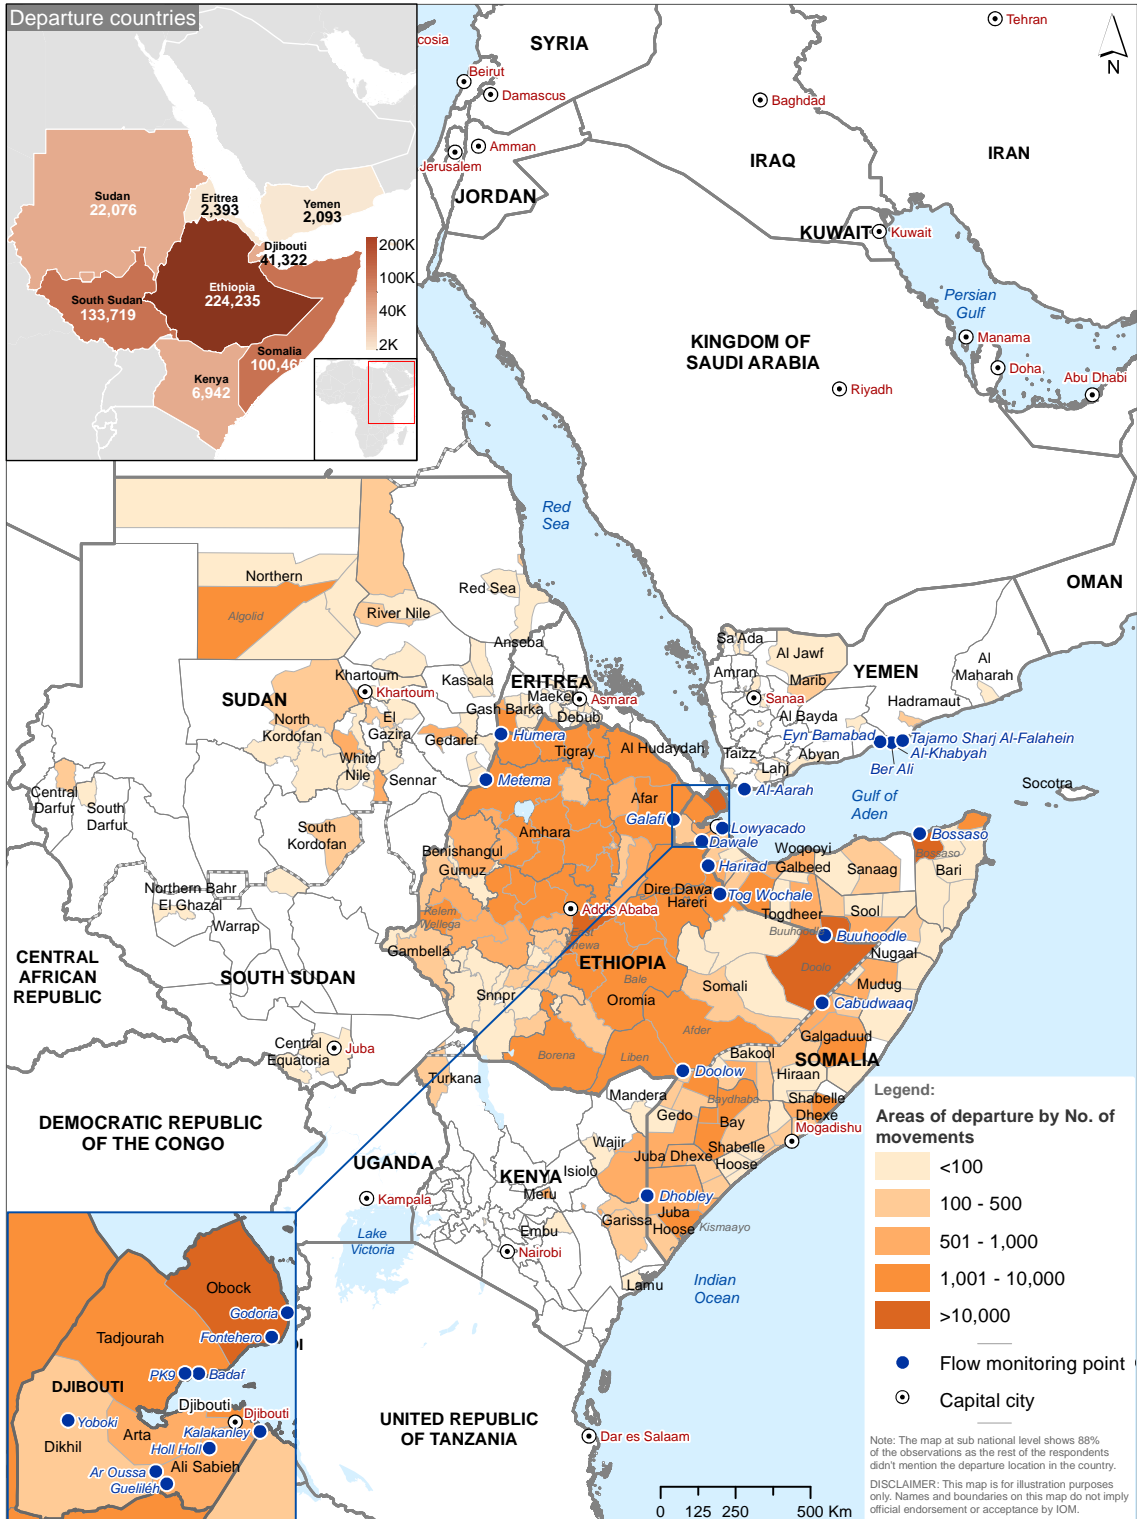 Departure countries
Sudan
22,076
Eritrea
2,393
Yemen
2,093
Djibouti
41,322
Ethiopia
224,235
South Sudan
133,719
Somalia
Kenya
6,942
200K
100K
40K
2K
SYRIA
Tehran
N
Beirut
Damascus
Baghdad
Amman
Jerusalem
IRAQ
IRAN
JORDAN
KUWAIT
Kuwait
Persian
Gulf
KINGDOM OF
SAUDI ARABIA
Manama
Doha
Abu Dhabi
Riyadh
Red
Sea
OMAN
Northern
Algolid
River Nile
Red Sea
Anseba
Khartoum
Khartoum
Kassala
SUDAN
North
Kordofan
El
Gazira
White
Nile
Gedaref
Sennar
Central
Darfur
South
Darfur
South
Kordofan
ERITREA
Maekel
Asmara
Gash Barka
Debub
Humera
Metema
Tigray
Al Hudaydah
Sa'Ada
Al Jawf
Amran
Marib
YEMEN
Al
Maharah
Sanaa
Hadramaut
Al Bayda
Eyn Bamabad
Tajamo Sharj Al-Falahein
Al-Khabyah
Ber Ali
Taizz
Abyan
Lahj
Al-Aarah
Gulf of
Aden
Socotra
Afar
Galafi
Amhara
Lowyacado
Dawale
Bossaso
Bossaso
Benishangul
Gumuz
Harirad
Woqooyi
Galbeed
Sanaag
Bari
Dire Dawa
Hareri
Tog Wochale
Togdheer
Sool
Northern Bahr
El Ghazal
Warrap
Kelem
Wellega
Addis Ababa
East
Shewa
Buuhoodle
Buuhoodle
Nugaal
CENTRAL
AFRICAN
REPUBLIC
SOUTH SUDAN
Gambella
ETHIOPIA
Bale
Doolo
Mudug
Snnpr
Oromia
Somali
Cabudwaaq
Afder
Galgaduud
Central
Equatoria
Juba
Borena
Liben
Doolow
Bakool
SOMALIA
Hiraan
Turkana
Mandera
Gedo
Baydhaba
Shabelle
Dhexe
Mogadishu
Bay
DEMOCRATIC REPUBLIC
OF THE CONGO
Wajir
Juba Dhexe
Shabelle
Hoose
UGANDA
KENYA
Isiolo
Meru
Dhobley
Kampala
Garissa
Juba
Hoose
Kismaayo
Embu
Lake
Victoria
Nairobi
Lamu
Indian
Ocean
Obock
Godoria
Fontehero
Tadjourah
PK9
Badaf
DJIBOUTI
Djibouti
Djibouti
Yoboki
Arta
Kalakanley
Dikhil
Holl Holl
Ali Sabieh
Ar Oussa
Guelileh
UNITED REPUBLIC
OF TANZANIA
Dar es Salaam
Legend:
Areas of departure by No. of
movements
<100
100 - 500
501 - 1,000
1,001 - 10,000
>10,000
Flow monitoring point
Capital city
Note: The map at sub national level shows 88%
of the observations as the rest of the respondents
didn't mention the departure location in the country.
DISCLAIMER: This map is for illustration purposes
only. Names and boundaries on this map do not imply
official endorsement or acceptance by IOM.
0 125 250 500 Km